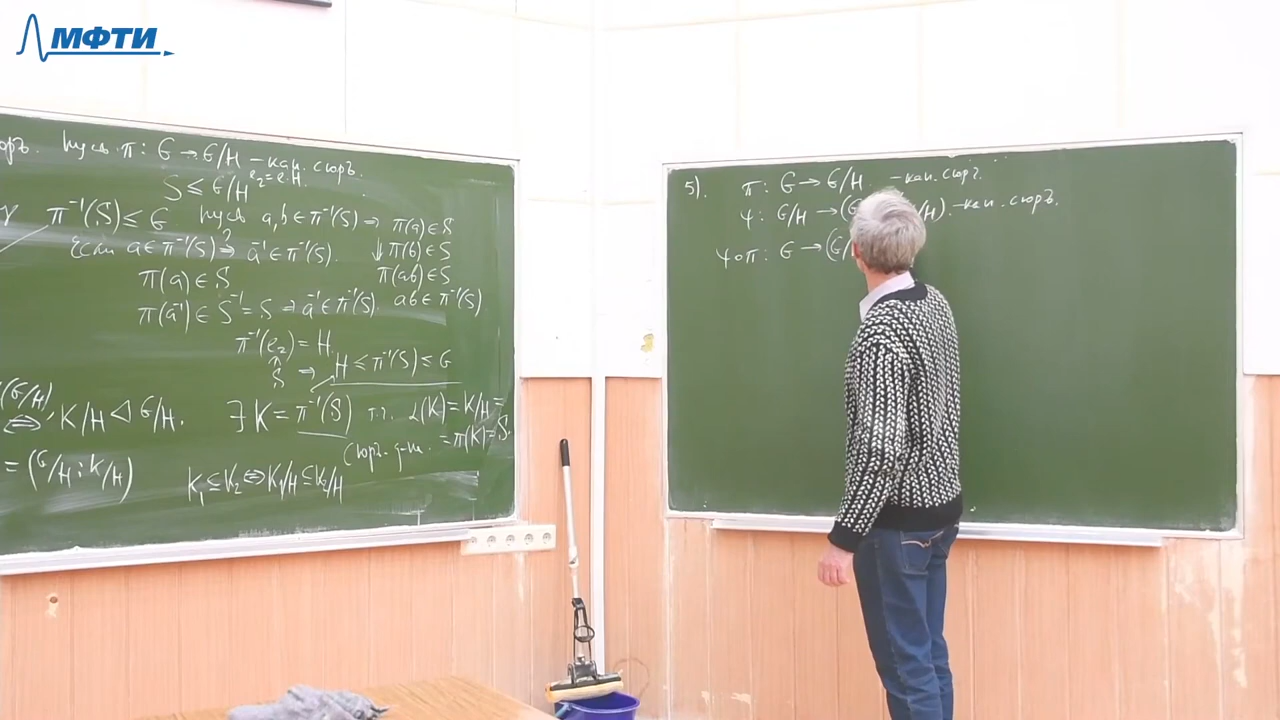 МФТИ
Пусть π: G → G/H – кан. сюръ.
S ≤ G/H e₂ = e·H.
π⁻¹(S) ≤ G Пусть a, b ∈ π⁻¹(S) ⇒ π(a) ∈ S
Если a ∈ π⁻¹(S) ⇒? a⁻¹ ∈ π⁻¹(S). ⇓ π(b) ∈ S
π(a) ∈ S π(ab) ∈ S
π(a⁻¹) ∈ S⁻¹ = S ⇒ a⁻¹ ∈ π⁻¹(S). ab ∈ π⁻¹(S)
π⁻¹(e₂) = H.
S ⇒ H ≤ π⁻¹(S) ≤ G
(G/H)
⇔ K/H ◁ G/H. ∃ K = π⁻¹(S) т.ч. α(K) = K/H =
= π(K) = S.
(сюръ.
= (G/H : K/H) K₁ ≤ K₂ ⇔ K₁/H ≤ K₂/H
5). π: G → G/H – кан. сюръ.
ψ: G/H → (G /H). – кан. сюръ.
ψ∘π: G → (G/